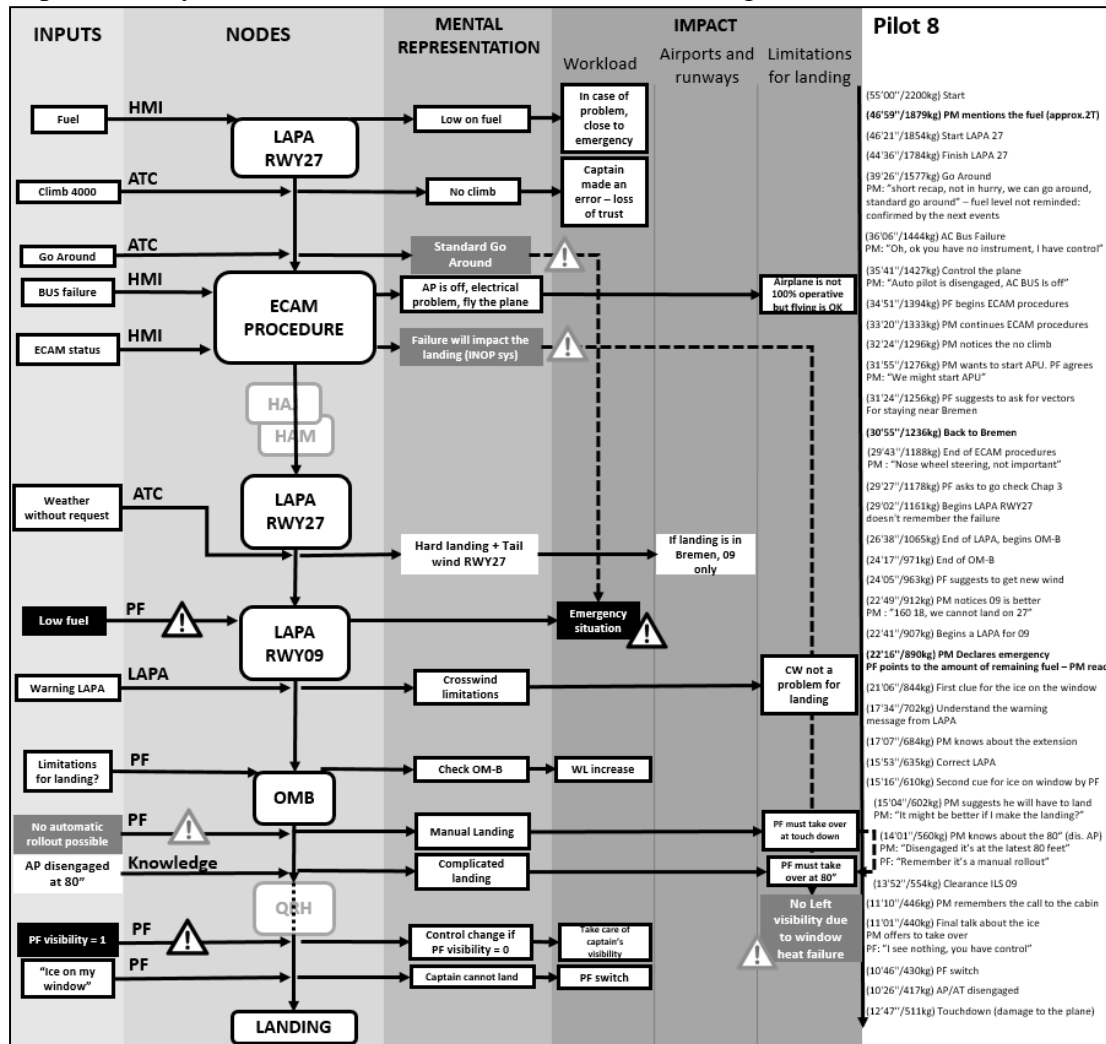 INPUTS
NODES
MENTAL
REPRESENTATION
IMPACT
Workload
Airports and
runways
Limitations
for landing
Pilot 8
Fuel
HMI
LAPA
RWY27
Low on fuel
In case of
problem,
close to
emergency
Climb 4000
ATC
No climb
Captain
made an
error – loss
of trust
Go Around
ATC
Standard Go
Around
BUS failure
HMI
ECAM
PROCEDURE
AP is off, electrical
problem, fly the plane
Airplane is not
100% operative
but flying is OK
ECAM status
HMI
Failure will impact the
landing (INOP sys)
HAJ
HAM
Weather
without request
ATC
LAPA
RWY27
Hard landing + Tail
wind RWY27
If landing is in
Bremen, 09
only
Low fuel
PF
LAPA
RWY09
Emergency
situation
Warning LAPA
LAPA
Crosswind
limitations
CW not a
problem for
landing
Limitations
for landing?
PF
OMB
Check OM-B
WL increase
No automatic
rollout possible
PF
Manual Landing
PF must take
over at
touch down
AP disengaged
at 80”
Knowledge
Complicated
landing
PF must take
over at 80”
QRH
No Left
visibility due
to window
heat failure
PF visibility = 1
PF
Control change if
PF visibility = 0
Take care of
captain’s
visibility
“Ice on my
window”
PF
Captain cannot land
PF switch
LANDING
(55’00’’/2200kg) Start
(46’59’’/1879kg) PM mentions the fuel (approx.2T)
(46’21’’/1854kg) Start LAPA 27
(44’36’’/1784kg) Finish LAPA 27
(39’26’’/1577kg) Go Around
PM: “short recap, not in hurry, we can go around,
standard go around” – fuel level not reminded:
confirmed by the next events
(36’06’’/1444kg) AC Bus Failure
PM: “Oh, ok you have no instrument, I have control”
(35’41’’/1427kg) Control the plane
PM: “Auto pilot is disengaged, AC BUS Is off”
(34’51’’/1394kg) PF begins ECAM procedures
(33’20’’/1333kg) PM continues ECAM procedures
(32’24’’/1296kg) PM notices the no climb
(31’55’’/1276kg) PM wants to start APU. PF agrees
PM: “We might start APU”
(31’24’’/1256kg) PF suggests to ask for vectors
For staying near Bremen
(30’55’’/1236kg) Back to Bremen
(29’43’’/1188kg) End of ECAM procedures
PM : “Nose wheel steering, not important”
(29’27’’/1178kg) PF asks to go check Chap 3
(29’02’’/1161kg) Begins LAPA RWY27
doesn’t remember the failure
(26’38’’/1065kg) End of LAPA, begins OM-B
(24’17’’/971kg) End of OM-B
(24’05’’/963kg) PF suggests to get new wind
(22’49’’/912kg) PM notices 09 is better
PM : “160 18, we cannot land on 27”
(22’41’’/907kg) Begins a LAPA for 09
(22’16’’/890kg) PM Declares emergency
PF points to the amount of remaining fuel – PM reac
(21’06’’/844kg) First clue for the ice on the window
(17’34’’/702kg) Understand the warning
message from LAPA
(17’07’’/684kg) PM knows about the extension
(15’53’’/635kg) Correct LAPA
(15’16’’/610kg) Second cue for ice on window by PF
(15’04’’/602kg) PM suggests he will have to land
PM: “It might be better if I make the landing?”
(14’01’’/560kg) PM knows about the 80” (dis. AP)
PM: “Disengaged it’s at the latest 80 feet”
PF: “Remember it’s a manual rollout”
(13’52’’/554kg) Clearance ILS 09
(11’10’’/446kg) PM remembers the call to the cabin
(11’01’’/440kg) Final talk about the ice
PM offers to take over
PF: “I see nothing, you have control”
(10’46’’/430kg) PF switch
(10’26’’/417kg) AP/AT disengaged
(12’47’’/511kg) Touchdown (damage to the plane)